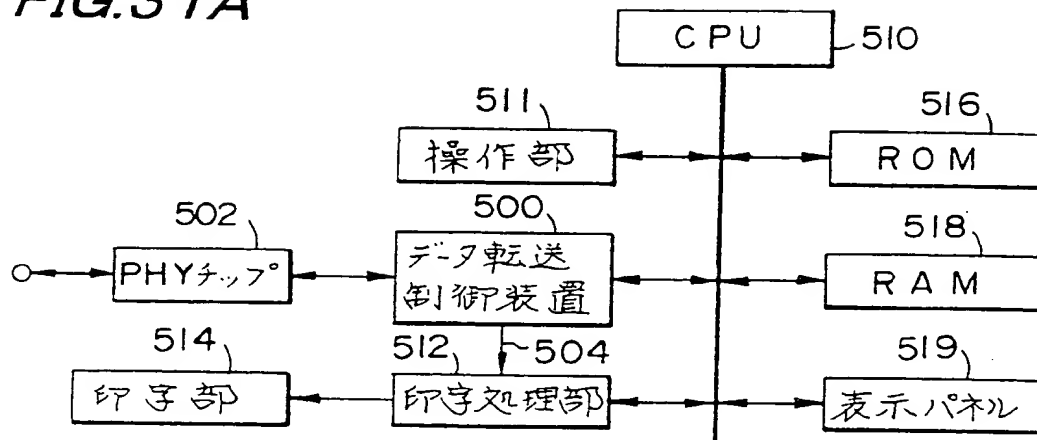 FIG.31A
CPU
510
511
操作部
516
ROM
502
PHYチップ
500
データ転送
制御装置
518
RAM
504
514
印字部
512
印字処理部
519
表示パネル